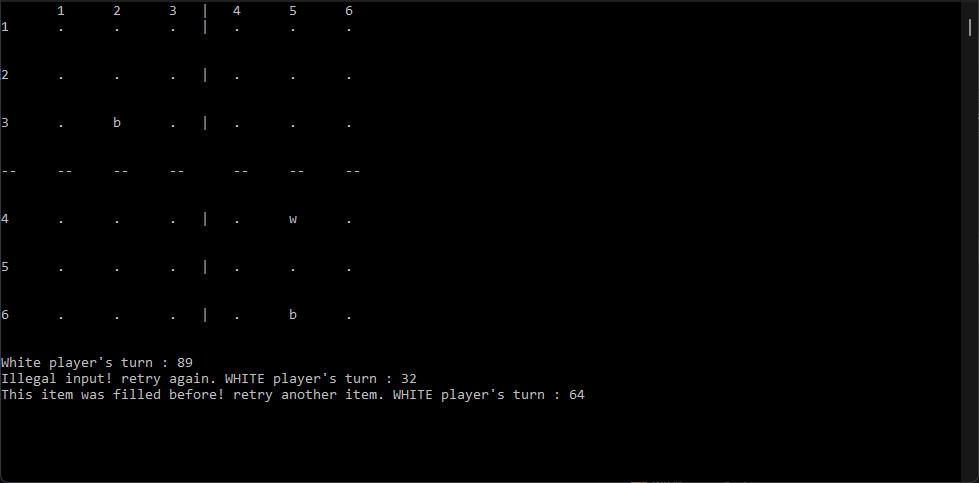 1 2 3 | 4 5 6
1 . . . | . . .
2 . . . | . . .
3 . b . | . . .
-- -- -- -- -- -- --
4 . . . | . w .
5 . . . | . . .
6 . . . | . b .
White player's turn : 89
Illegal input! retry again. WHITE player's turn : 32
This item was filled before! retry another item. WHITE player's turn : 64